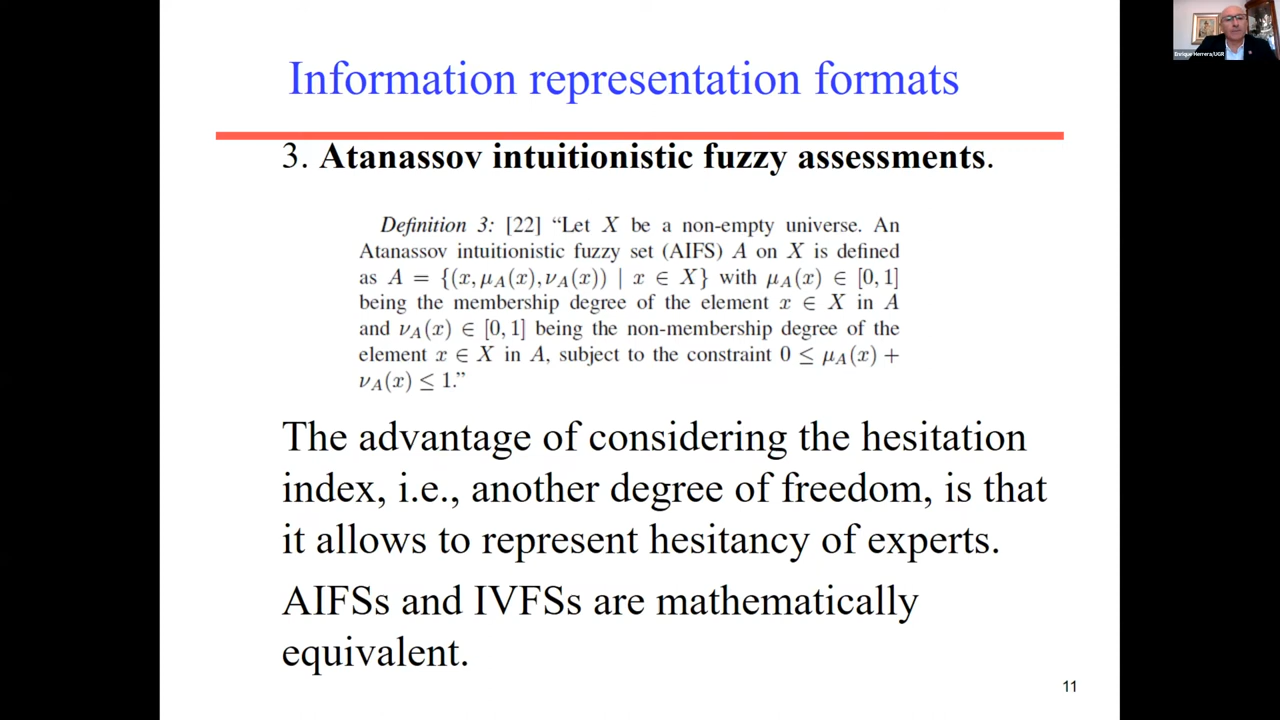 Information representation formats
3. Atanassov intuitionistic fuzzy assessments.
Definition 3: [22] “Let X be a non-empty universe. An
Atanassov intuitionistic fuzzy set (AIFS) A on X is defined
as A = {(x, μA(x), νA(x)) | x ∈ X} with μA(x) ∈ [0, 1]
being the membership degree of the element x ∈ X in A
and νA(x) ∈ [0, 1] being the non-membership degree of the
element x ∈ X in A, subject to the constraint 0 ≤ μA(x) +
νA(x) ≤ 1.”
The advantage of considering the hesitation
index, i.e., another degree of freedom, is that
it allows to represent hesitancy of experts.
AIFSs and IVFSs are mathematically
equivalent.
11
Enrique Herrera/UGR